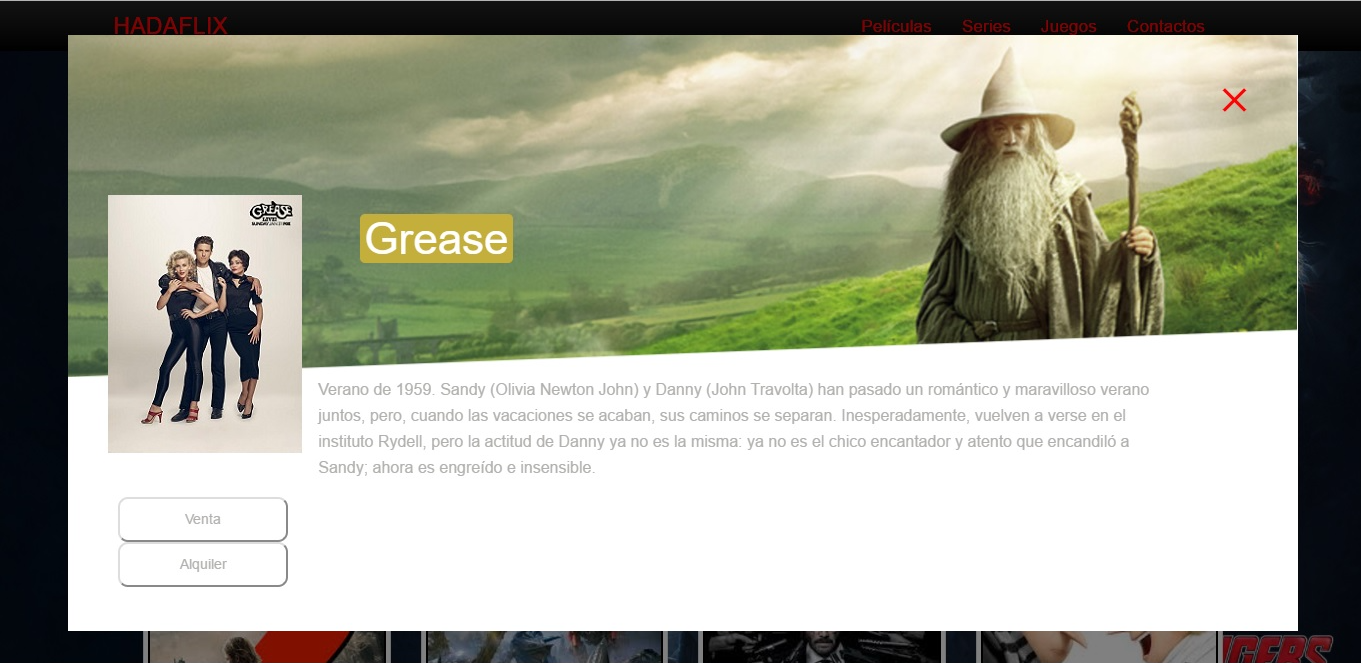 HADAFLIX
Películas Series Juegos Contactos
GREASE
LIVE!
Grease
Verano de 1959. Sandy (Olivia Newton John) y Danny (John Travolta) han pasado un romántico y maravilloso verano
juntos, pero, cuando las vacaciones se acaban, sus caminos se separan. Inesperadamente, vuelven a verse en el
instituto Rydell, pero la actitud de Danny ya no es la misma: ya no es el chico encantador y atento que encandiló a
Sandy; ahora es engreído e insensible.
Venta
Alquiler